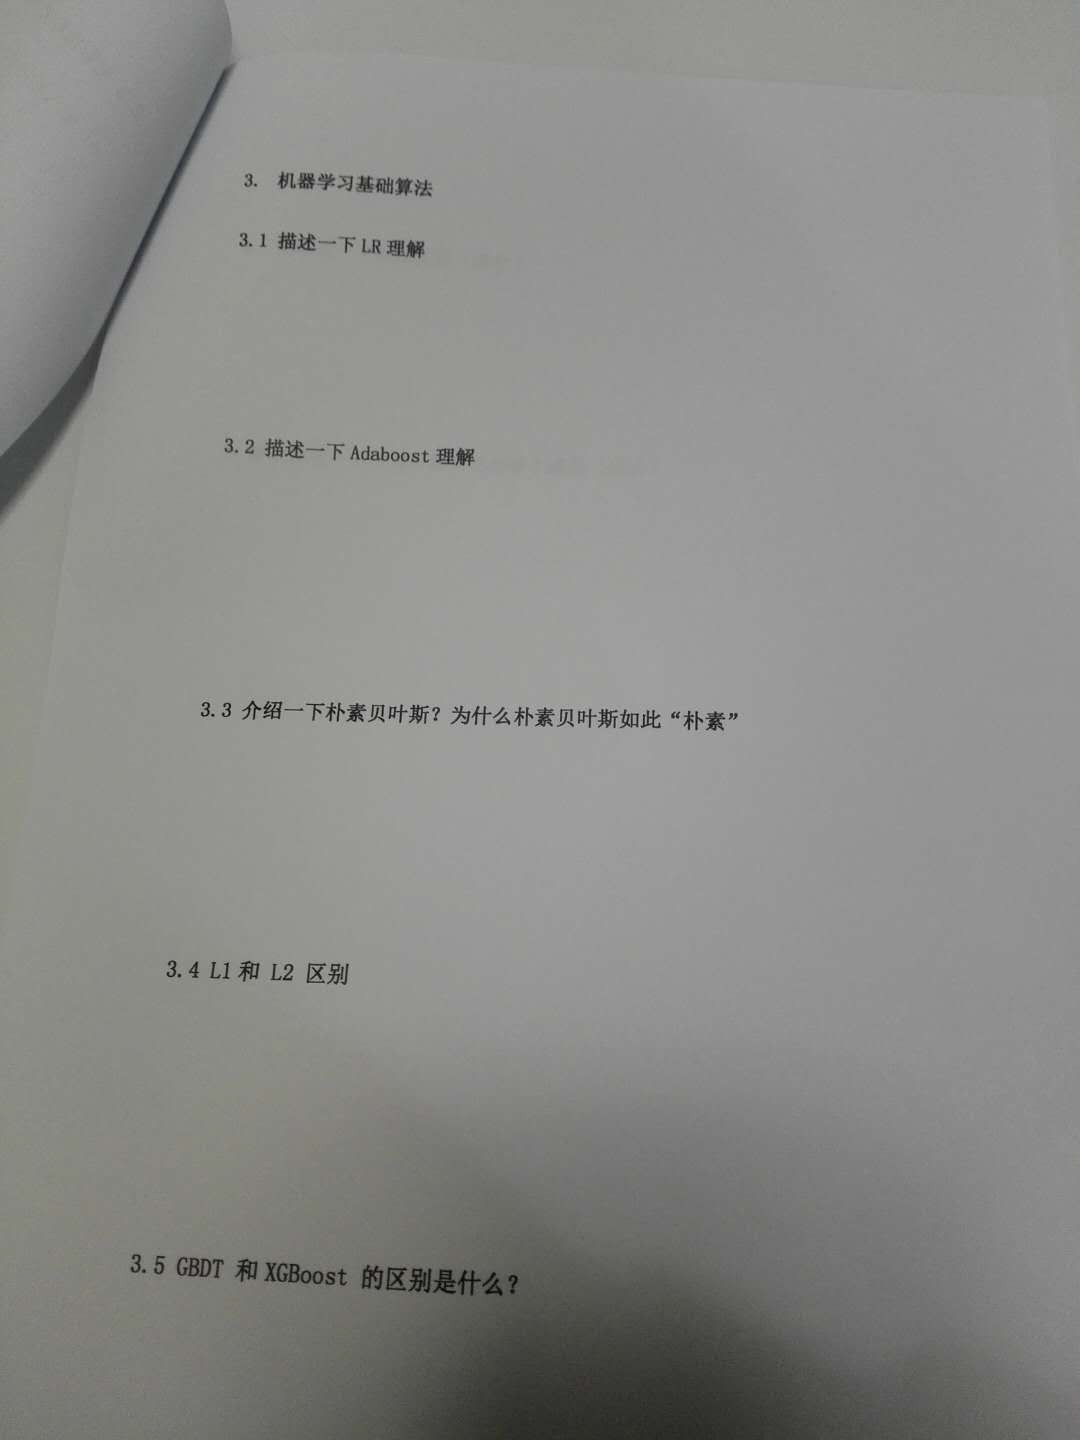 3. 机器学习基础算法
3.1 描述一下 LR 理解
3.2 描述一下 Adaboost 理解
3.3 介绍一下朴素贝叶斯？为什么朴素贝叶斯如此“朴素”
3.4 L1和 L2 区别
3.5 GBDT 和 XGBoost 的区别是什么？